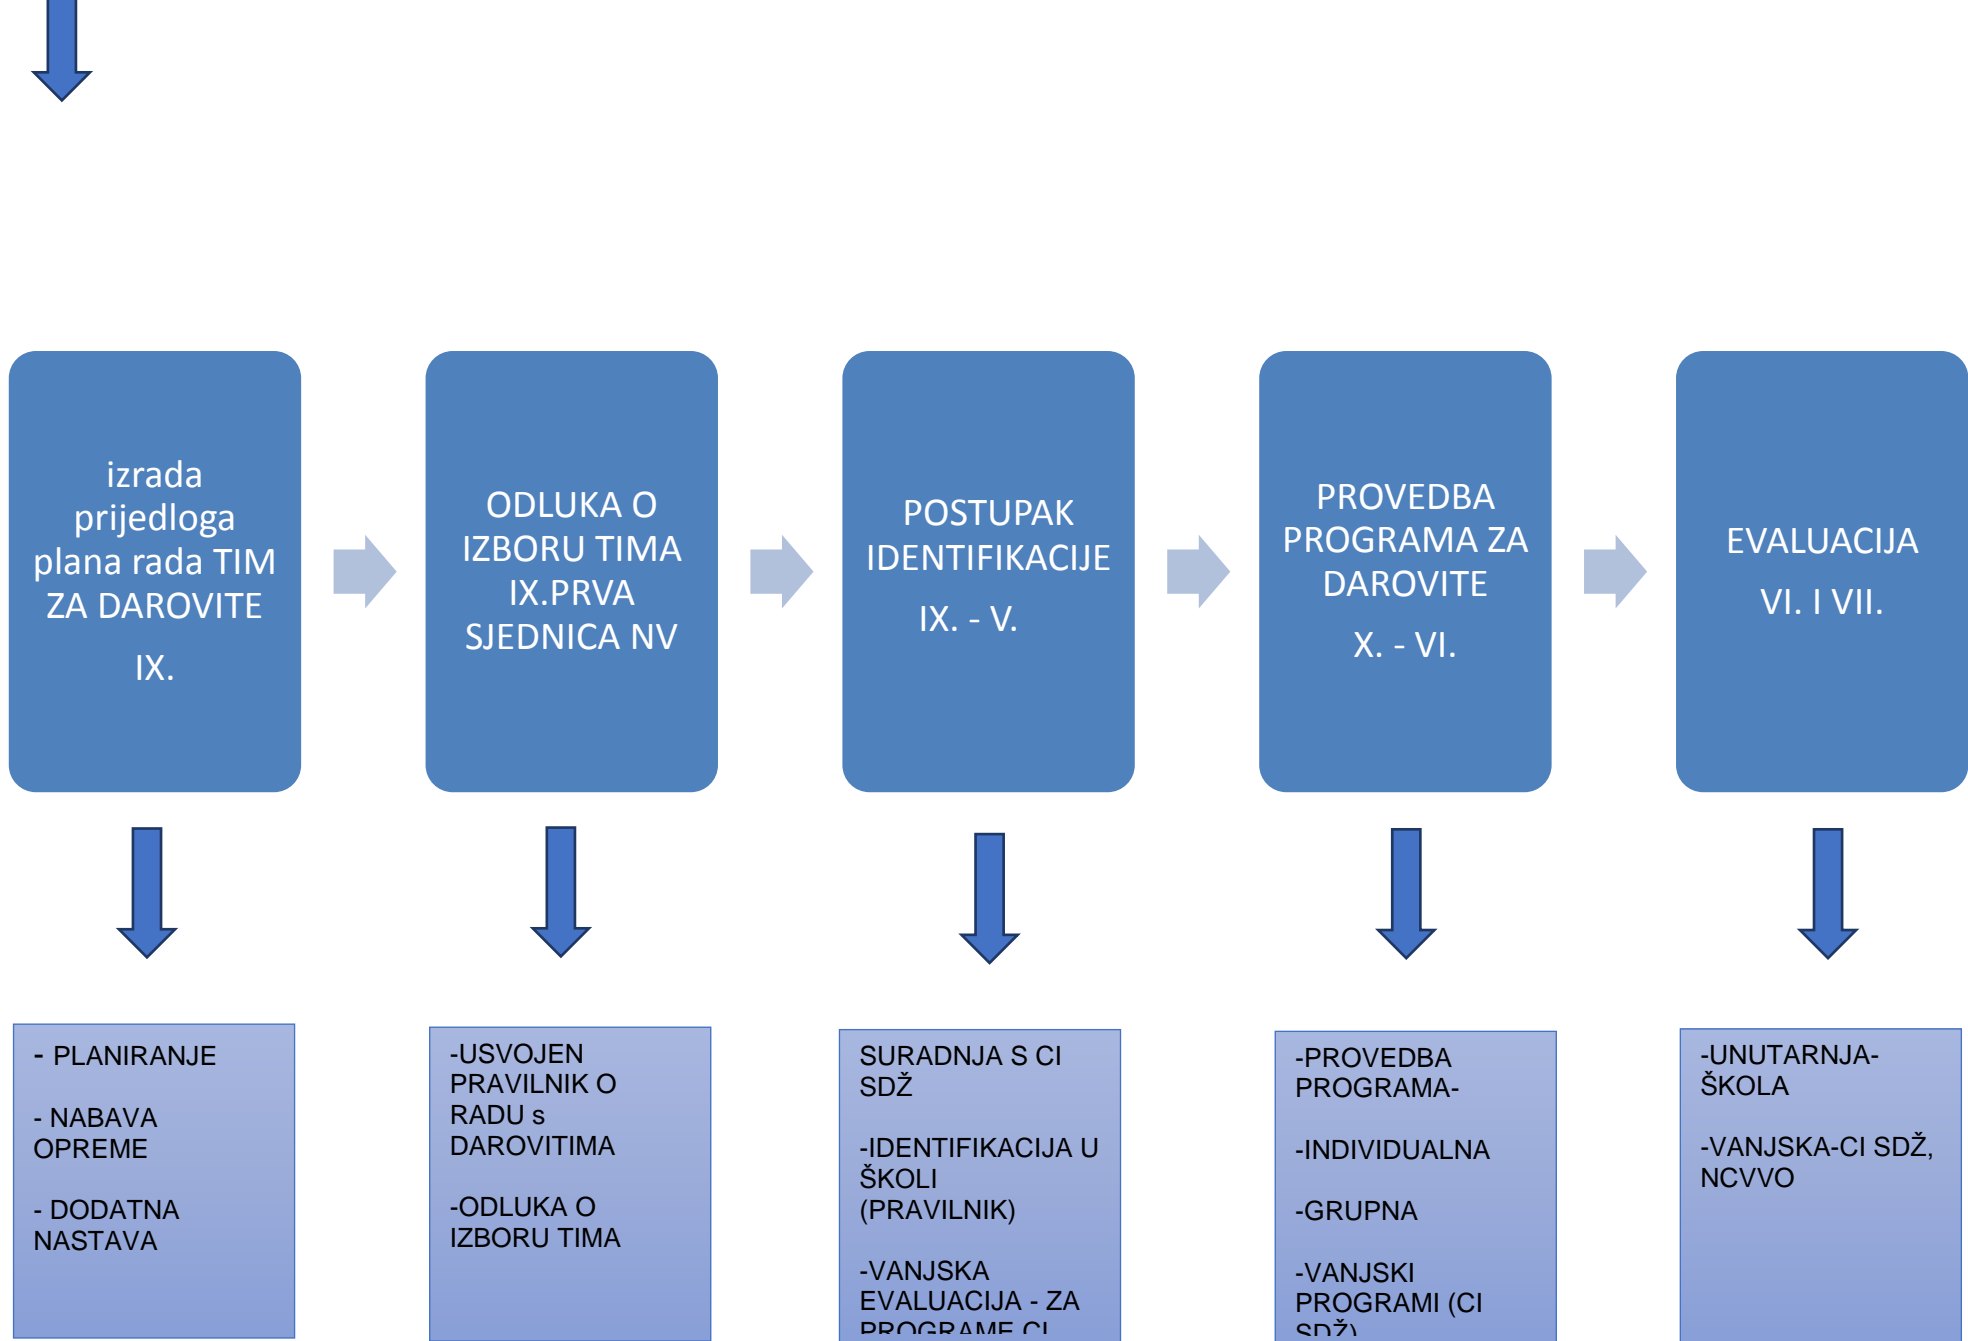 izrada
prijedloga
plana rada TIM
ZA DAROVITE
IX.
ODLUKA O
IZBORU TIMA
IX.PRVA
SJEDNICA NV
POSTUPAK
IDENTIFIKACIJE
IX. - V.
PROVEDBA
PROGRAMA ZA
DAROVITE
X. - VI.
EVALUACIJA
VI. I VII.
- PLANIRANJE
- NABAVA
OPREME
- DODATNA
NASTAVA
-USVOJEN
PRAVILNIK O
RADU s
DAROVITIMA
-ODLUKA O
IZBORU TIMA
SURADNJA S CI
SDŽ
-IDENTIFIKACIJA U
ŠKOLI
(PRAVILNIK)
-VANJSKA
EVALUACIJA - ZA
PROGRAME CI
-PROVEDBA
PROGRAMA-
-INDIVIDUALNA
-GRUPNA
-VANJSKI
PROGRAMI (CI
SDŽ)
-UNUTARNJA-
ŠKOLA
-VANJSKA-CI SDŽ,
NCVVO